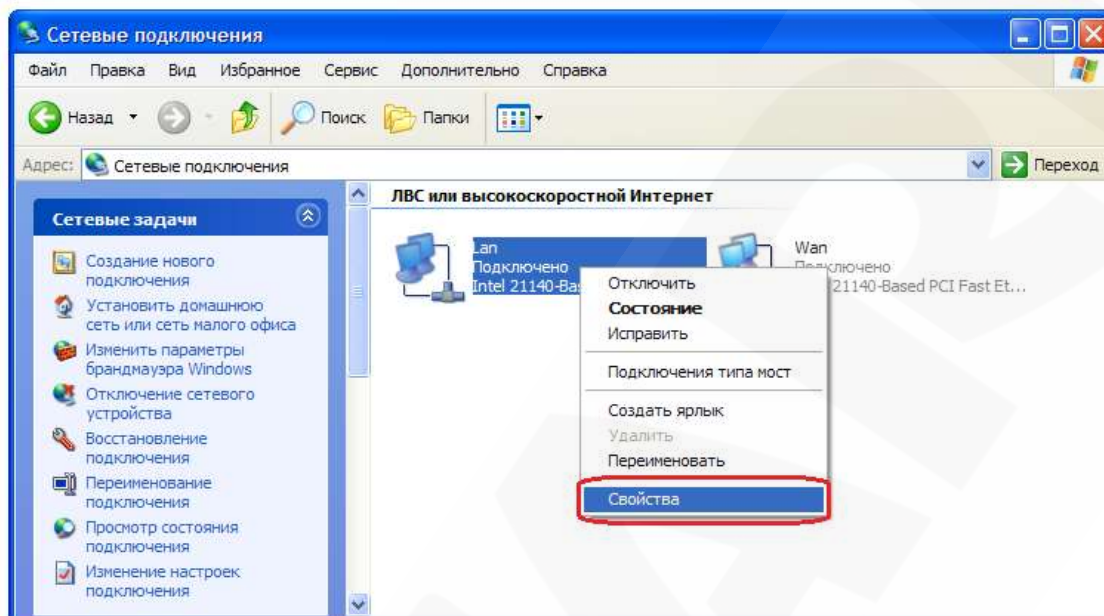 Сетевые подключения
Файл Правка Вид Избранное Сервис Дополнительно Справка
Назад Поиск Папки
Адрес: Сетевые подключения Переход
Сетевые задачи
Создание нового
подключения
Установить домашнюю
сеть или сеть малого офиса
Изменить параметры
брандмауэра Windows
Отключение сетевого
устройства
Восстановление
подключения
Переименование
подключения
Просмотр состояния
подключения
Изменение настроек
подключения
ЛВС или высокоскоростной Интернет
Lan
Подключено
Intel 21140-Bas
Wan
21140-Based PCI Fast Et...
Отключить
Состояние
Исправить
Подключения типа мост
Создать ярлык
Удалить
Переименовать
Свойства